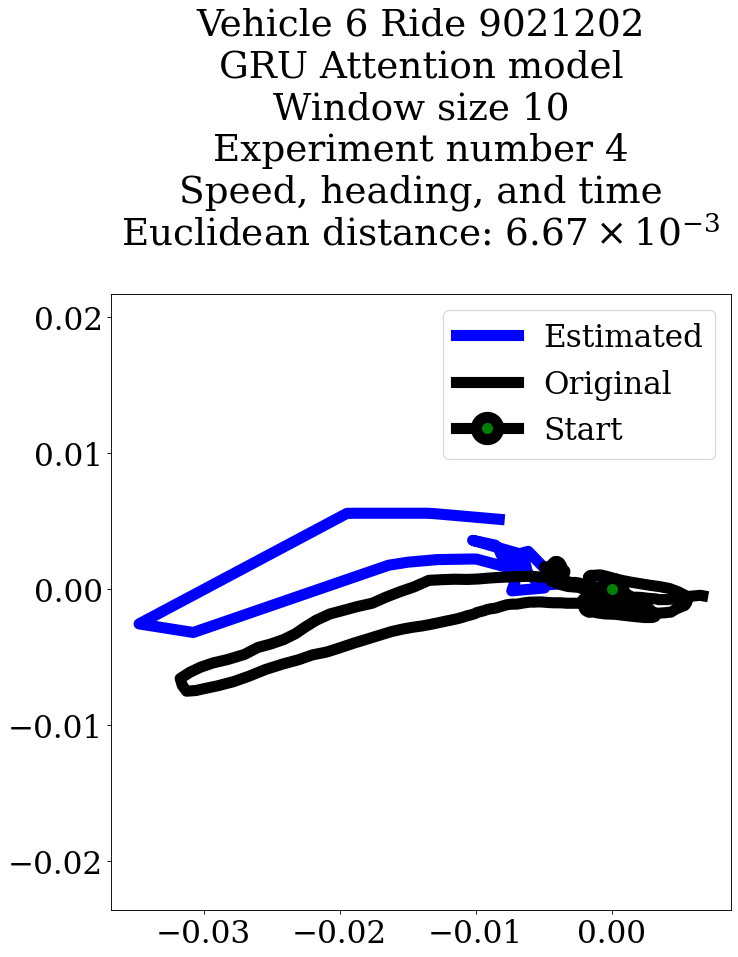 Vehicle 6 Ride 9021202
GRU Attention model
Window size 10
Experiment number 4
Speed, heading, and time
Euclidean distance: 6.67 × 10⁻³
Estimated
Original
Start
0.02
0.01
0.00
−0.01
−0.02
−0.03 −0.02 −0.01 0.00